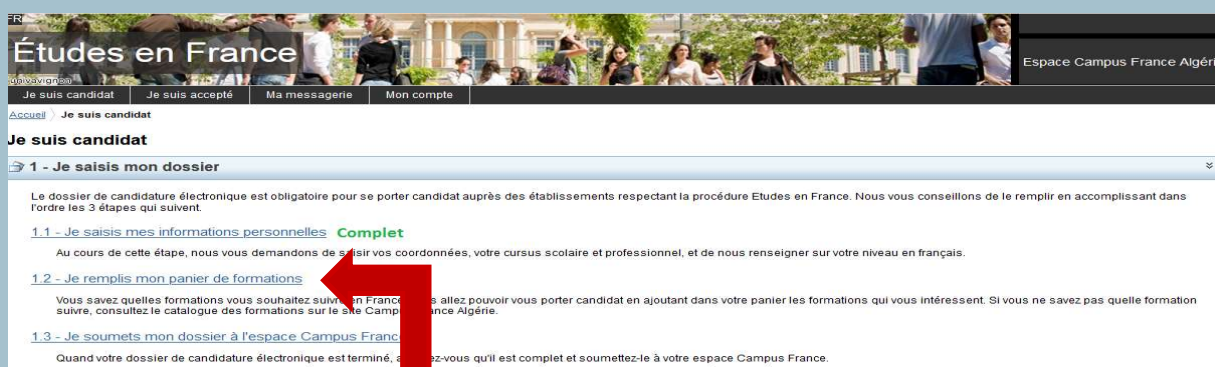 FR
Études en France
univavignon
Espace Campus France Algéri
Je suis candidat Je suis accepté Ma messagerie Mon compte
Accueil Je suis candidat
Je suis candidat
1 - Je saisis mon dossier
Le dossier de candidature électronique est obligatoire pour se porter candidat auprès des établissements respectant la procédure Etudes en France. Nous vous conseillons de le remplir en accomplissant dans
l'ordre les 3 étapes qui suivent.
1.1 - Je saisis mes informations personnelles Complet
Au cours de cette étape, nous vous demandons de saisir vos coordonnées, votre cursus scolaire et professionnel, et de nous renseigner sur votre niveau en français.
1.2 - Je remplis mon panier de formations
Vous savez quelles formations vous souhaitez suivre en France allez pouvoir vous porter candidat en ajoutant dans votre panier les formations qui vous intéressent. Si vous ne savez pas quelle formation
suivre, consultez le catalogue des formations sur le site Algérie.
1.3 - Je soumets mon dossier à l'espace Campus
Quand votre dossier de candidature électronique est terminé, qu'il est complet et soumettez-le à votre espace Campus France.